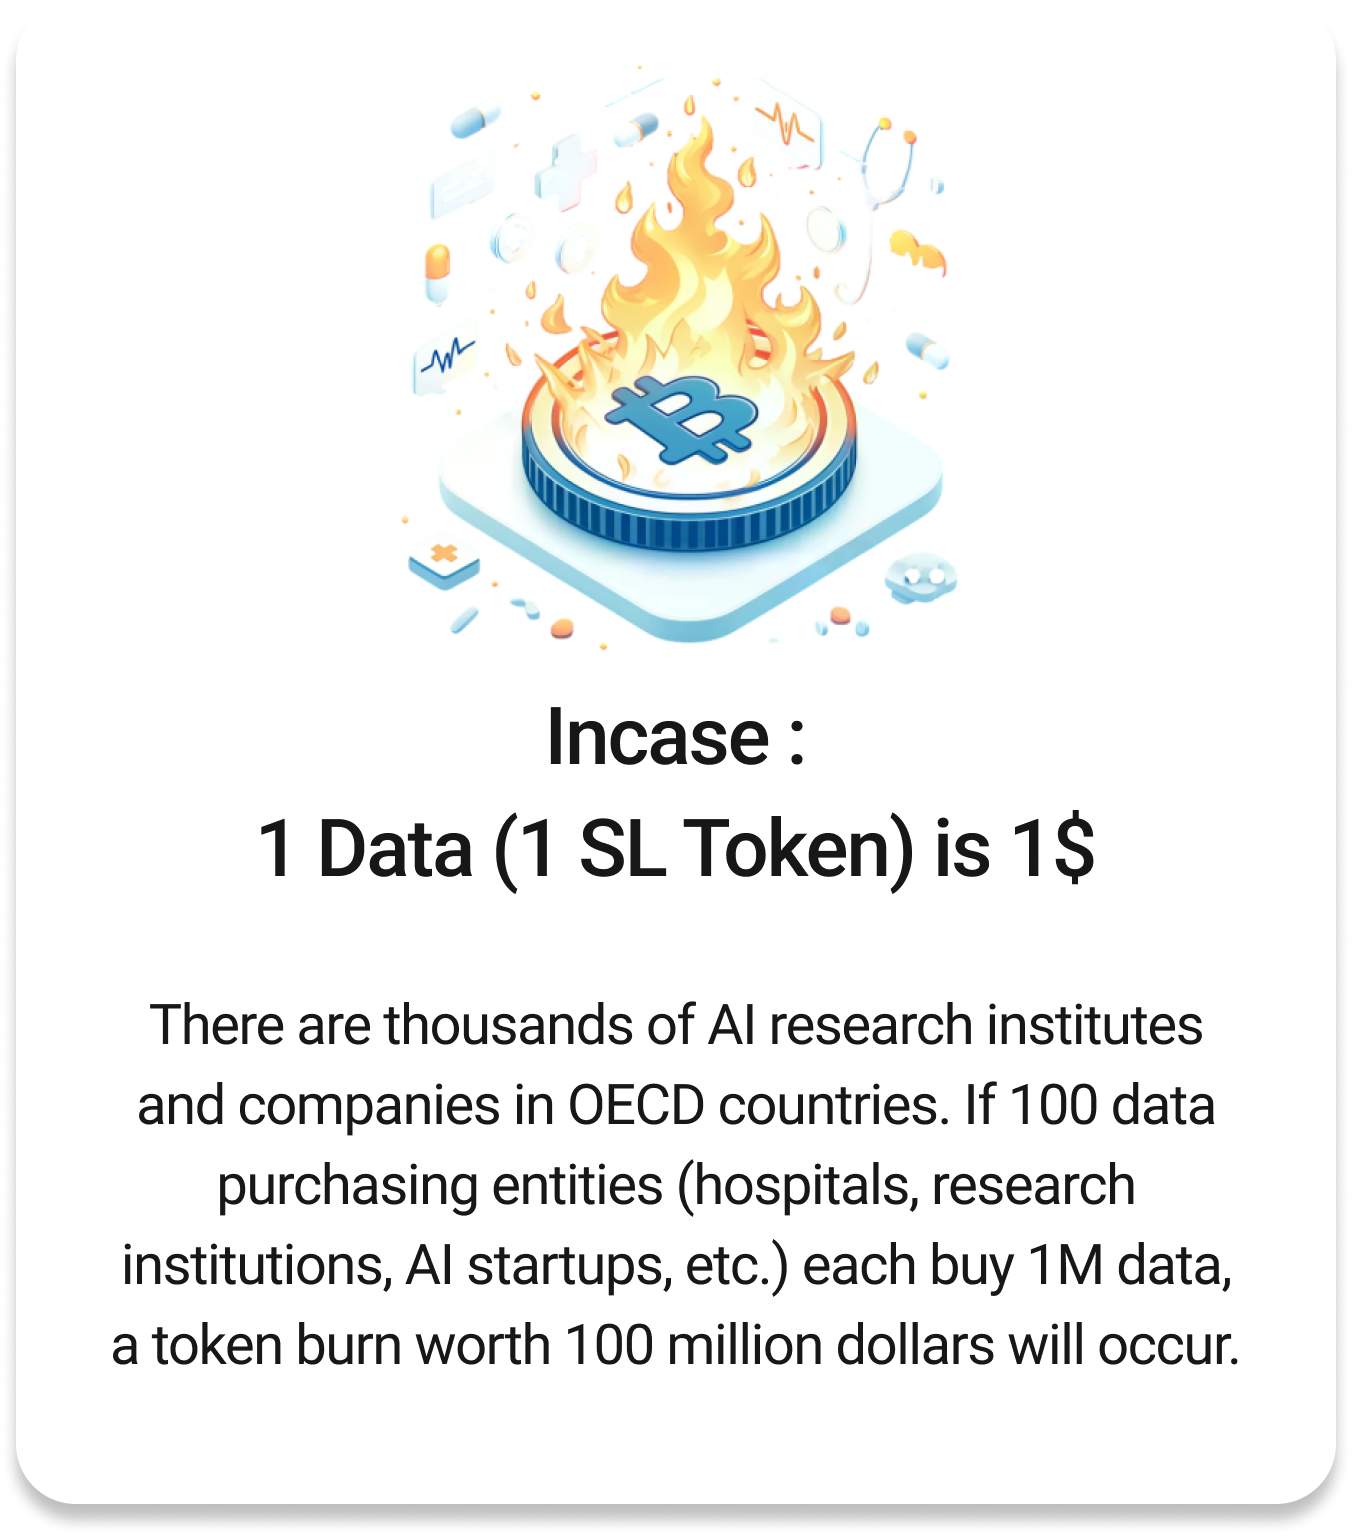 Incase :
1 Data (1 SL Token) is 1$
There are thousands of AI research institutes
and companies in OECD countries. If 100 data
purchasing entities (hospitals, research
institutions, AI startups, etc.) each buy 1M data,
a token burn worth 100 million dollars will occur.